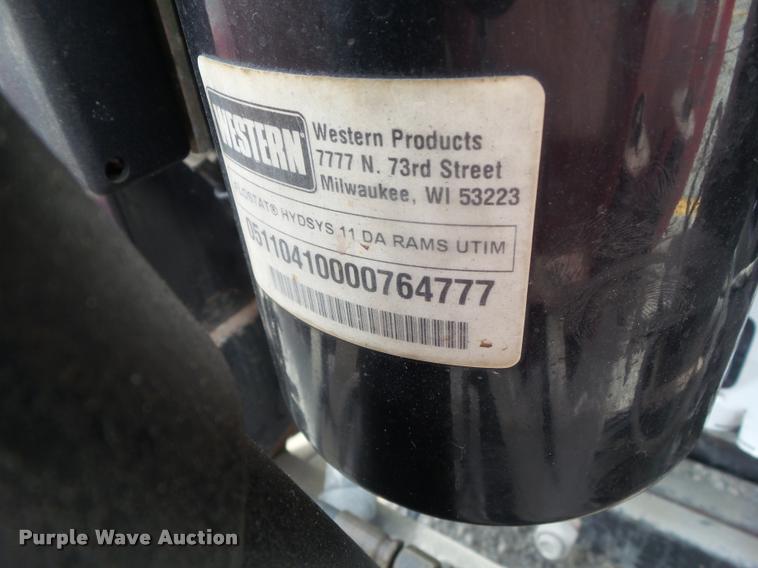 WESTERN
Western Products
7777 N. 73rd Street
Milwaukee, WI 53223
HYDSYS 11 DA RAMS UTIM
05110410000764777
Purple Wave Auction